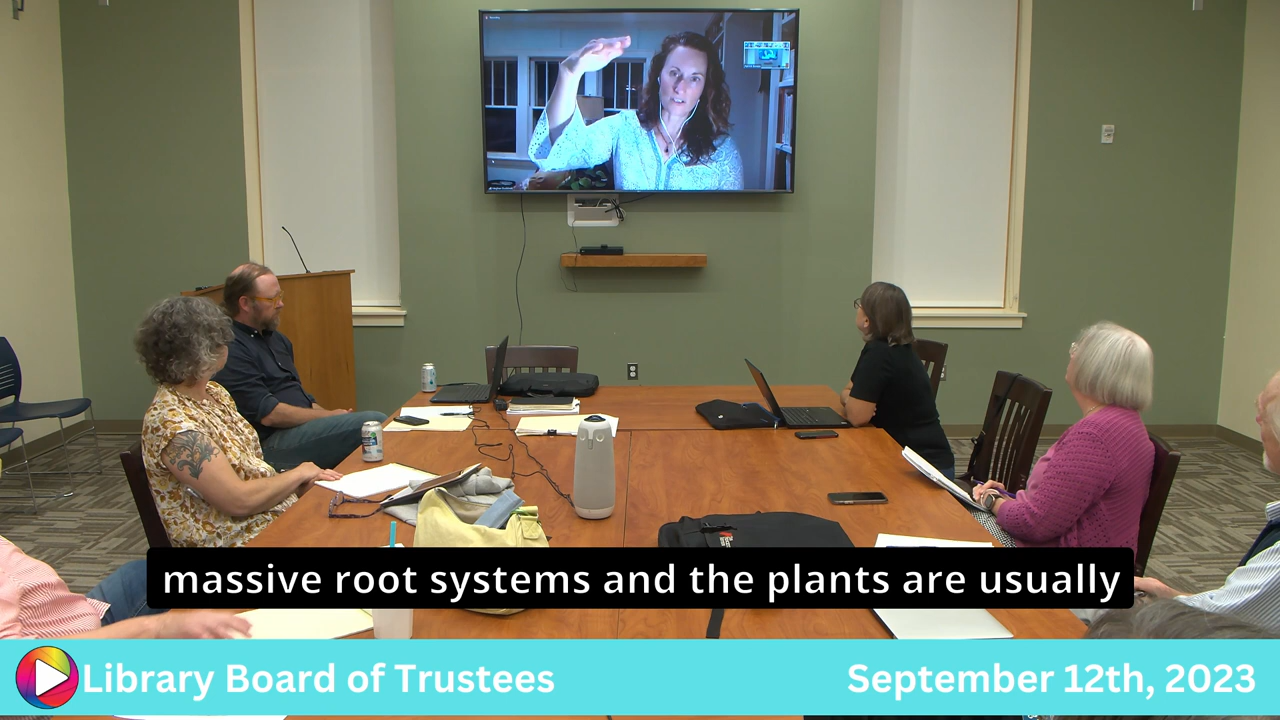 massive root systems and the plants are usually
Library Board of Trustees
September 12th, 2023